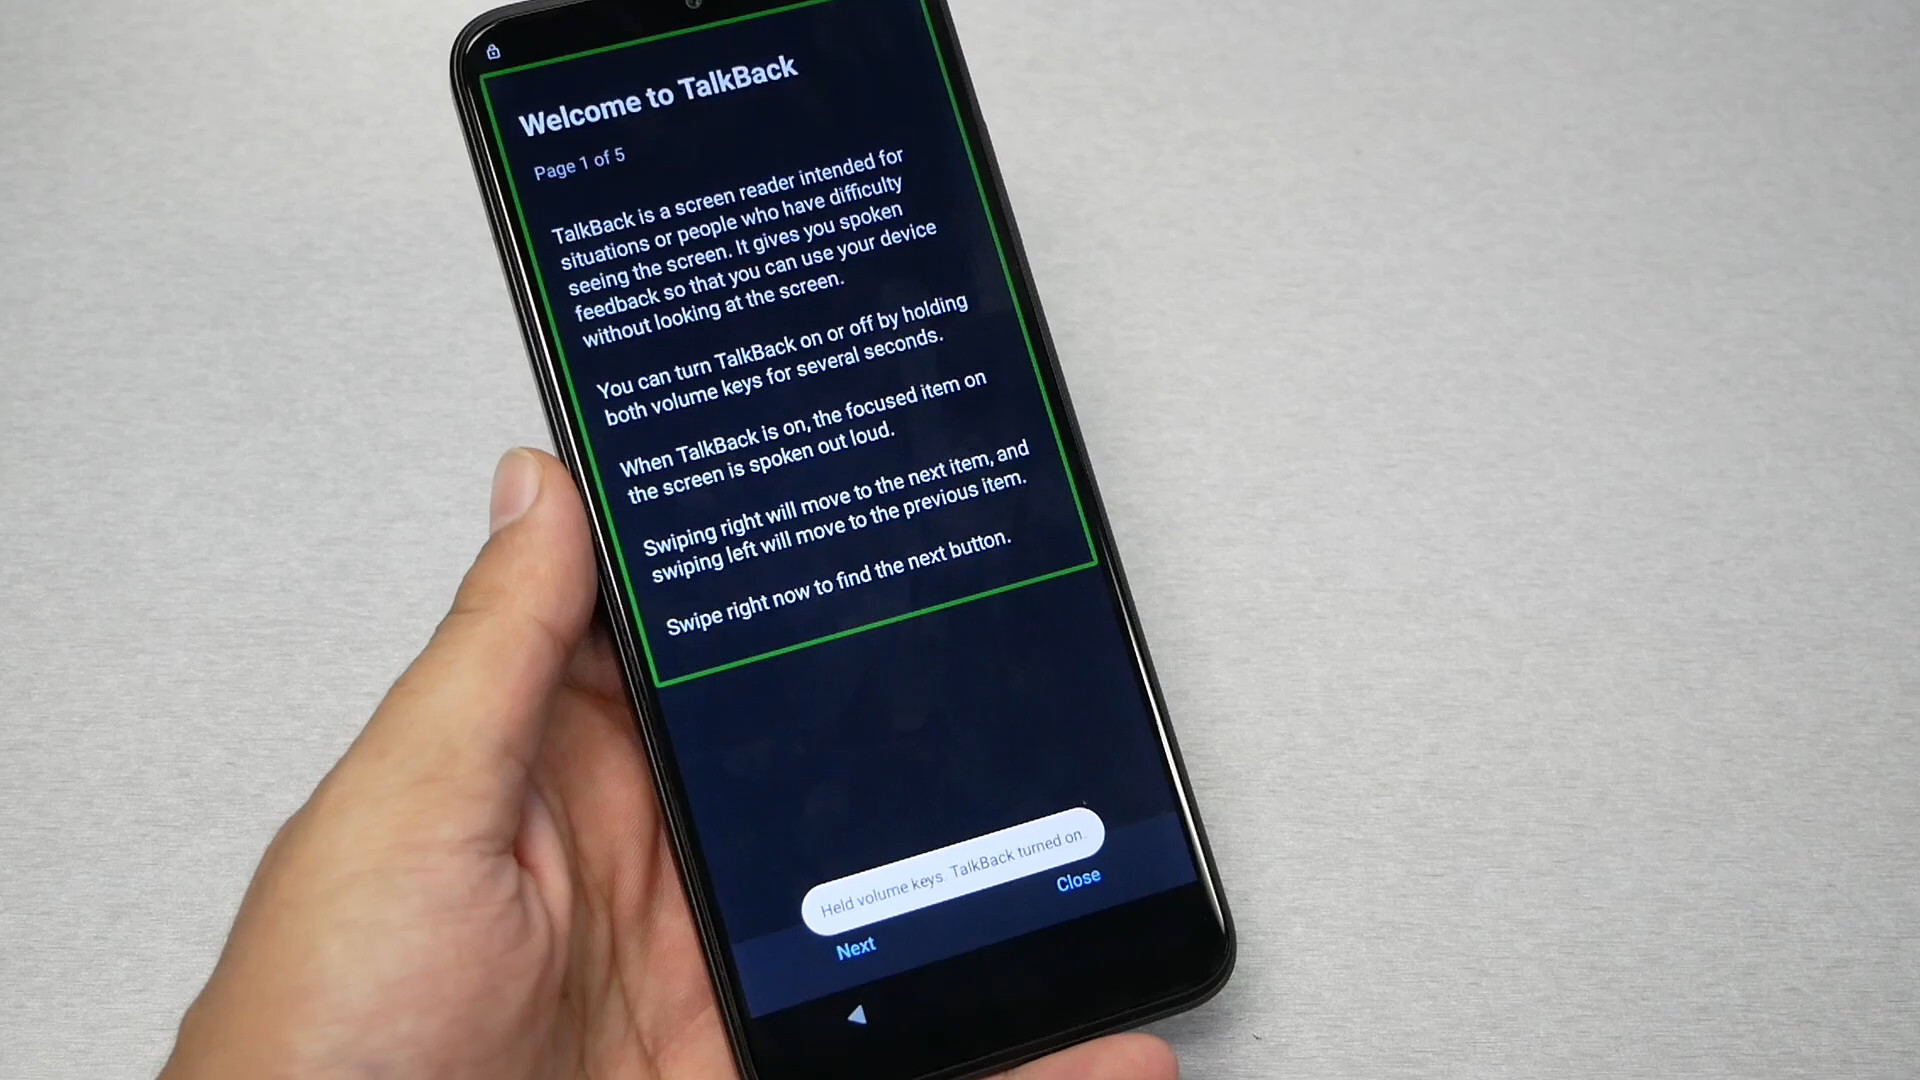 Welcome to TalkBack
Page 1 of 5
TalkBack is a screen reader intended for
situations or people who have difficulty
seeing the screen. It gives you spoken
feedback so that you can use your device
without looking at the screen.
You can turn TalkBack on or off by holding
both volume keys for several seconds.
When TalkBack is on, the focused item on
the screen is spoken out loud.
Swiping right will move to the next item, and
swiping left will move to the previous item.
Swipe right now to find the next button.
Held volume keys. TalkBack turned on.
Close
Next